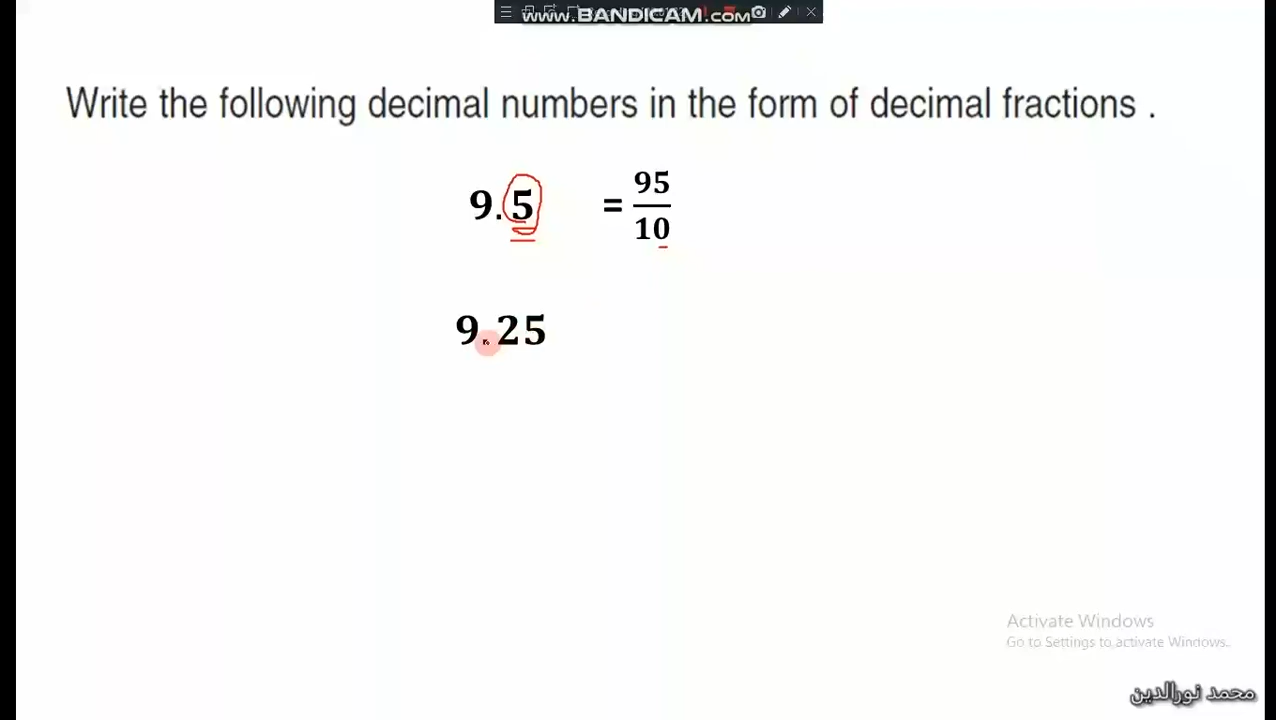 www.BANDICAM.com
Write the following decimal numbers in the form of decimal fractions .
9.5 = 95/10
9.25
Activate Windows
Go to Settings to activate Windows.
محمد نورالدين